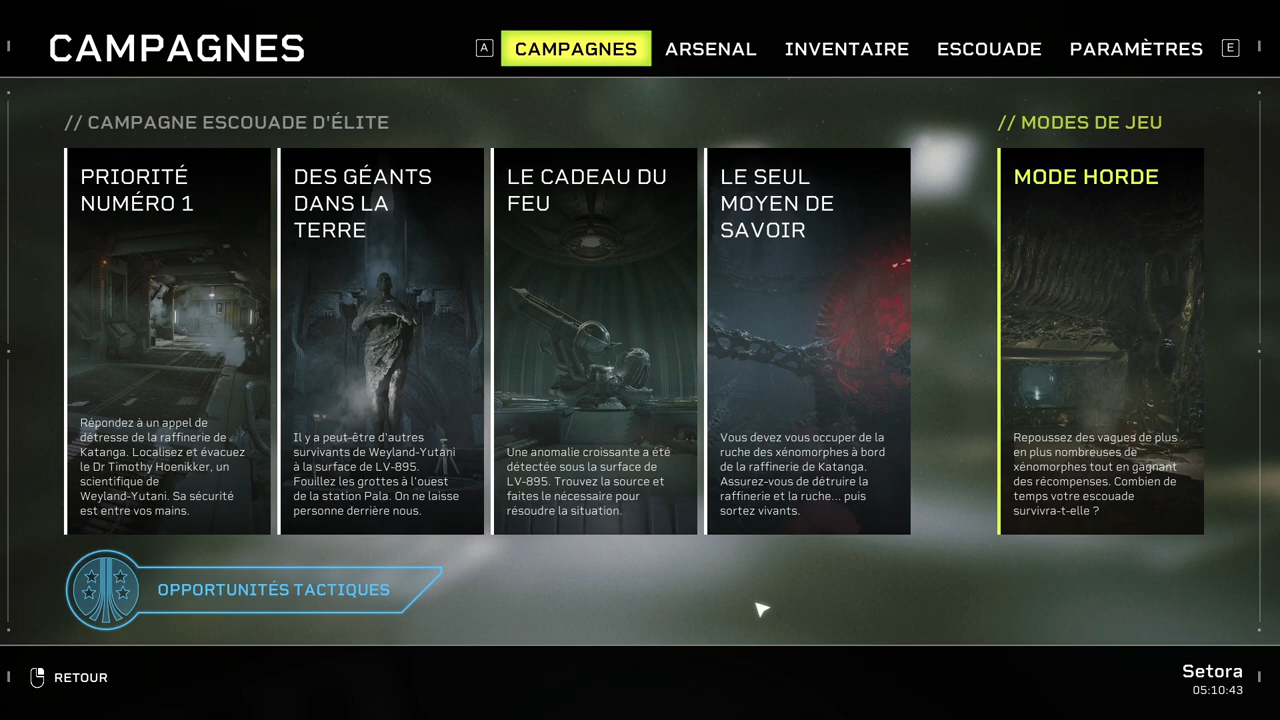 CAMPAGNES
A
CAMPAGNES
ARSENAL
INVENTAIRE
ESCOUADE
PARAMÈTRES
E
// CAMPAGNE ESCOUADE D'ÉLITE
// MODES DE JEU
PRIORITÉ
NUMÉRO 1
Répondez à un appel de
détresse de la raffinerie de
Katanga. Localisez et évacuez
le Dr Timothy Hoenikker, un
scientifique de
Weyland-Yutani. Sa sécurité
est entre vos mains.
DES GÉANTS
DANS LA
TERRE
Il y a peut-être d'autres
survivants de Weyland-Yutani
à la surface de LV-895.
Fouillez les grottes à l'ouest
de la station Pala. On ne laisse
personne derrière nous.
LE CADEAU DU
FEU
Une anomalie croissante a été
détectée sous la surface de
LV-895. Trouvez la source et
faites le nécessaire pour
résoudre la situation.
LE SEUL
MOYEN DE
SAVOIR
Vous devez vous occuper de la
ruche des xénomorphes à bord
de la raffinerie de Katanga.
Assurez-vous de détruire la
raffinerie et la ruche... puis
sortez vivants.
MODE HORDE
Repoussez des vagues de plus
en plus nombreuses de
xénomorphes tout en gagnant
des récompenses. Combien de
temps votre escouade
survivra-t-elle ?
OPPORTUNITÉS TACTIQUES
RETOUR
Setora
05:10:43